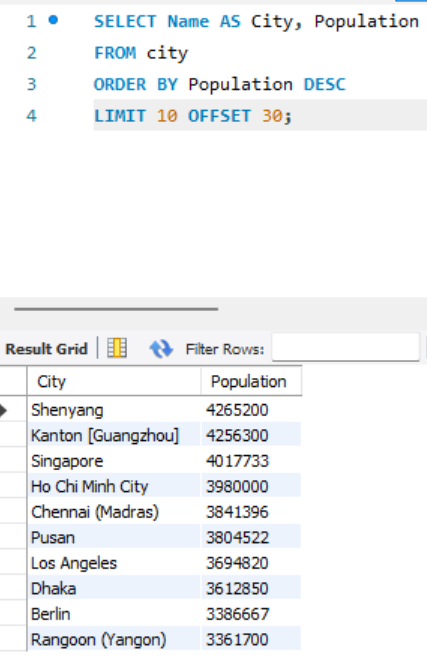 1 SELECT Name AS City, Population
2 FROM city
3 ORDER BY Population DESC
4 LIMIT 10 OFFSET 30;
Result Grid Filter Rows:
City Population
Shenyang 4265200
Kanton [Guangzhou] 4256300
Singapore 4017733
Ho Chi Minh City 3980000
Chennai (Madras) 3841396
Pusan 3804522
Los Angeles 3694820
Dhaka 3612850
Berlin 3386667
Rangoon (Yangon) 3361700